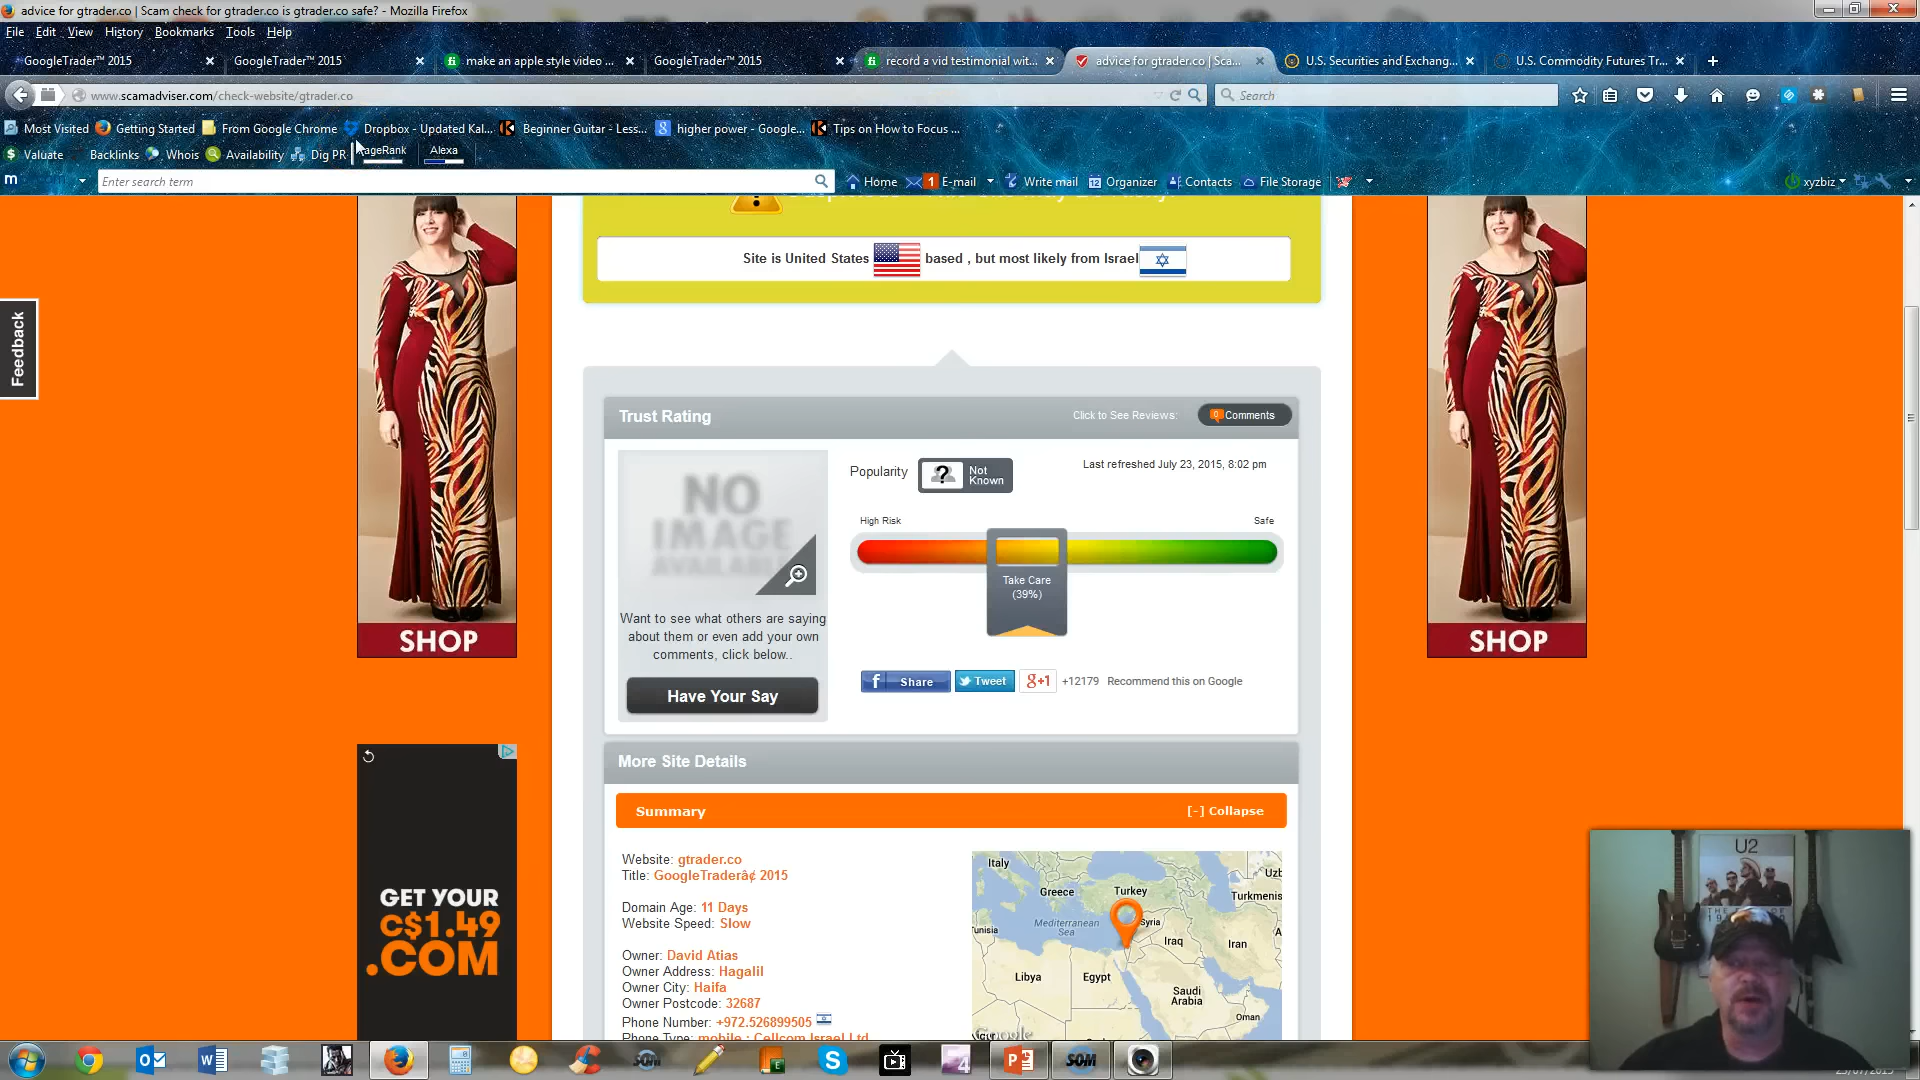 advice for gtrader.co | Scam check for gtrader.co is gtrader.co safe? - Mozilla Firefox
File Edit View History Bookmarks Tools Help
GoogleTrader™ 2015
GoogleTrader™ 2015
make an apple style video ...
GoogleTrader™ 2015
record a vid testimonial wit...
advice for gtrader.co | Sca...
U.S. Securities and Exchang...
U.S. Commodity Futures Tr...
www.scamadviser.com/check-website/gtrader.co
Search
Most Visited Getting Started From Google Chrome Dropbox - Updated Kal... Beginner Guitar - Less... higher power - Google... Tips on How to Focus ...
Valuate Backlinks Whois Availability Dig PR ageRank Alexa
m Enter search term Home 1 E-mail Write mail 12 Organizer Contacts File Storage xyzbiz
Site is United States based , but most likely from Israel
Feedback
Trust Rating
Click to See Reviews: 0 Comments
NO
IMAGE
AVAILABLE
Popularity
Not
Known
Last refreshed July 23, 2015, 8:02 pm
High Risk
Safe
Take Care
(39%)
Want to see what others are saying
about them or even add your own
comments, click below..
Have Your Say
Share Tweet g+1 +12179 Recommend this on Google
SHOP
SHOP
More Site Details
Summary
[-] Collapse
Website: gtrader.co
Title: GoogleTraderâ¢ 2015
Domain Age: 11 Days
Website Speed: Slow
Owner: David Atias
Owner Address: Hagalil
Owner City: Haifa
Owner Postcode: 32687
Phone Number: +972.526899505
Phone Type: mobile : Cellcom Israel Ltd
Italy
Greece
Turkey
Turkmenis
Mediterranean
Sea
Syria
Iraq
Iran
Libya
Egypt
Saudi
Arabia
Oman
Google
GET YOUR
C$1.49
.COM
U2